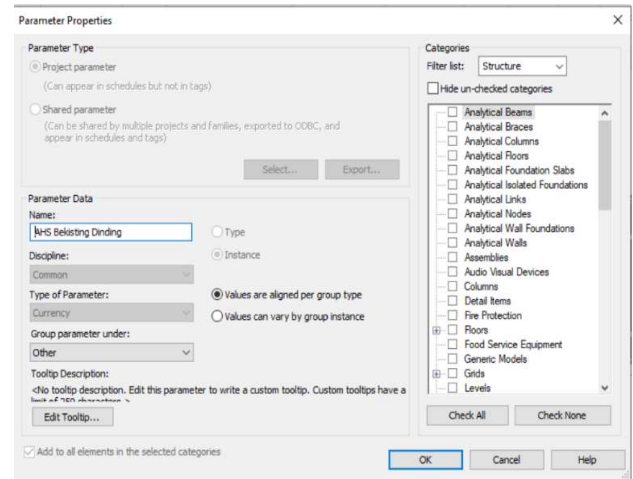 Parameter Properties
Parameter Type
Project parameter
(Can appear in schedules but not in tags)
Shared parameter
(Can be shared by multiple projects and families, exported to ODBC, and
appear in schedules and tags)
Select...
Export...
Parameter Data
Name:
AHS Bekisting Dinding
Type
Discipline:
Instance
Common
Type of Parameter:
Values are aligned per group type
Currency
Values can vary by group instance
Group parameter under:
Other
Tooltip Description:
<No tooltip description. Edit this parameter to write a custom tooltip. Custom tooltips have a
limit of 250 characters.>
Edit Tooltip...
Add to all elements in the selected categories
Categories
Filter list:
Structure
Hide un-checked categories
Analytical Beams
Analytical Braces
Analytical Columns
Analytical Floors
Analytical Foundation Slabs
Analytical Isolated Foundations
Analytical Links
Analytical Nodes
Analytical Wall Foundations
Analytical Walls
Assemblies
Audio Visual Devices
Columns
Detail Items
Fire Protection
Floors
Food Service Equipment
Generic Models
Grids
Levels
Check All
Check None
OK
Cancel
Help